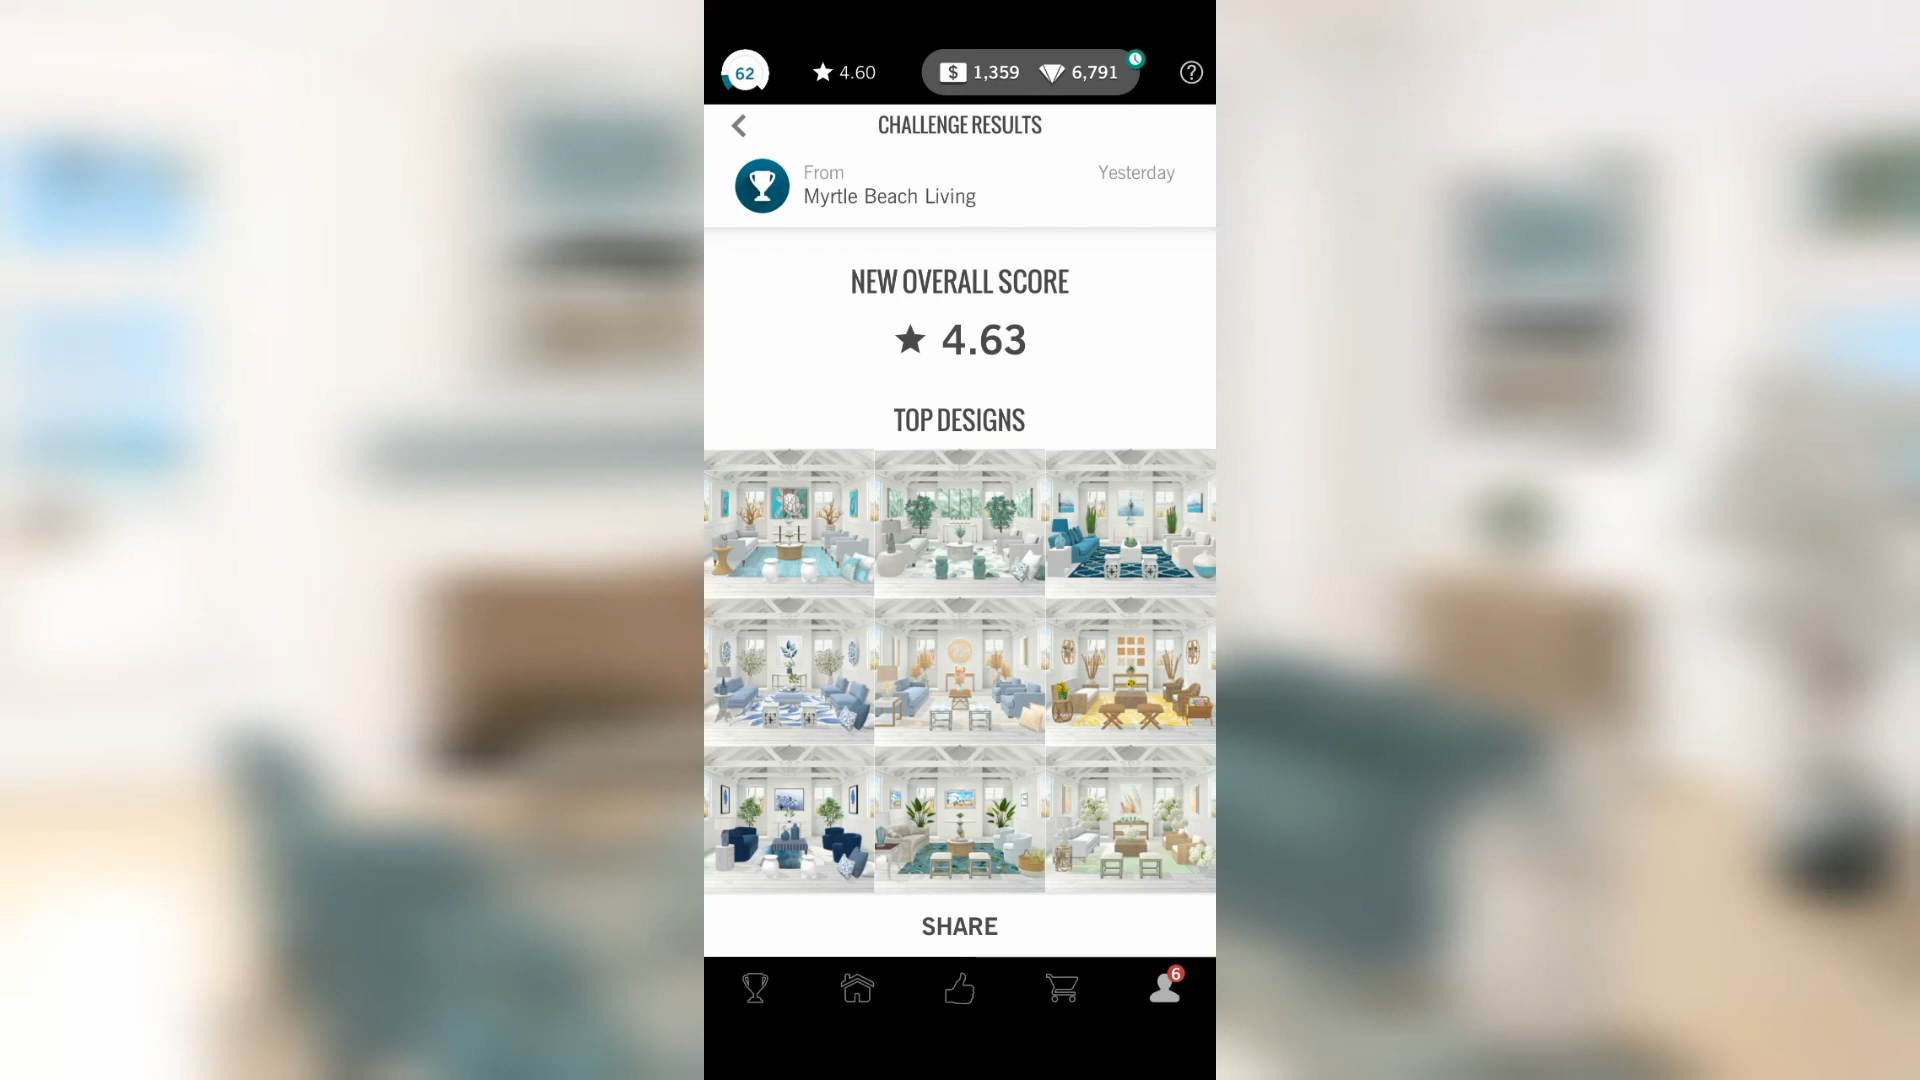 62
4.60
$ 1,359
6,791
?
CHALLENGE RESULTS
From
Yesterday
Myrtle Beach Living
NEW OVERALL SCORE
4.63
TOP DESIGNS
SHARE
6